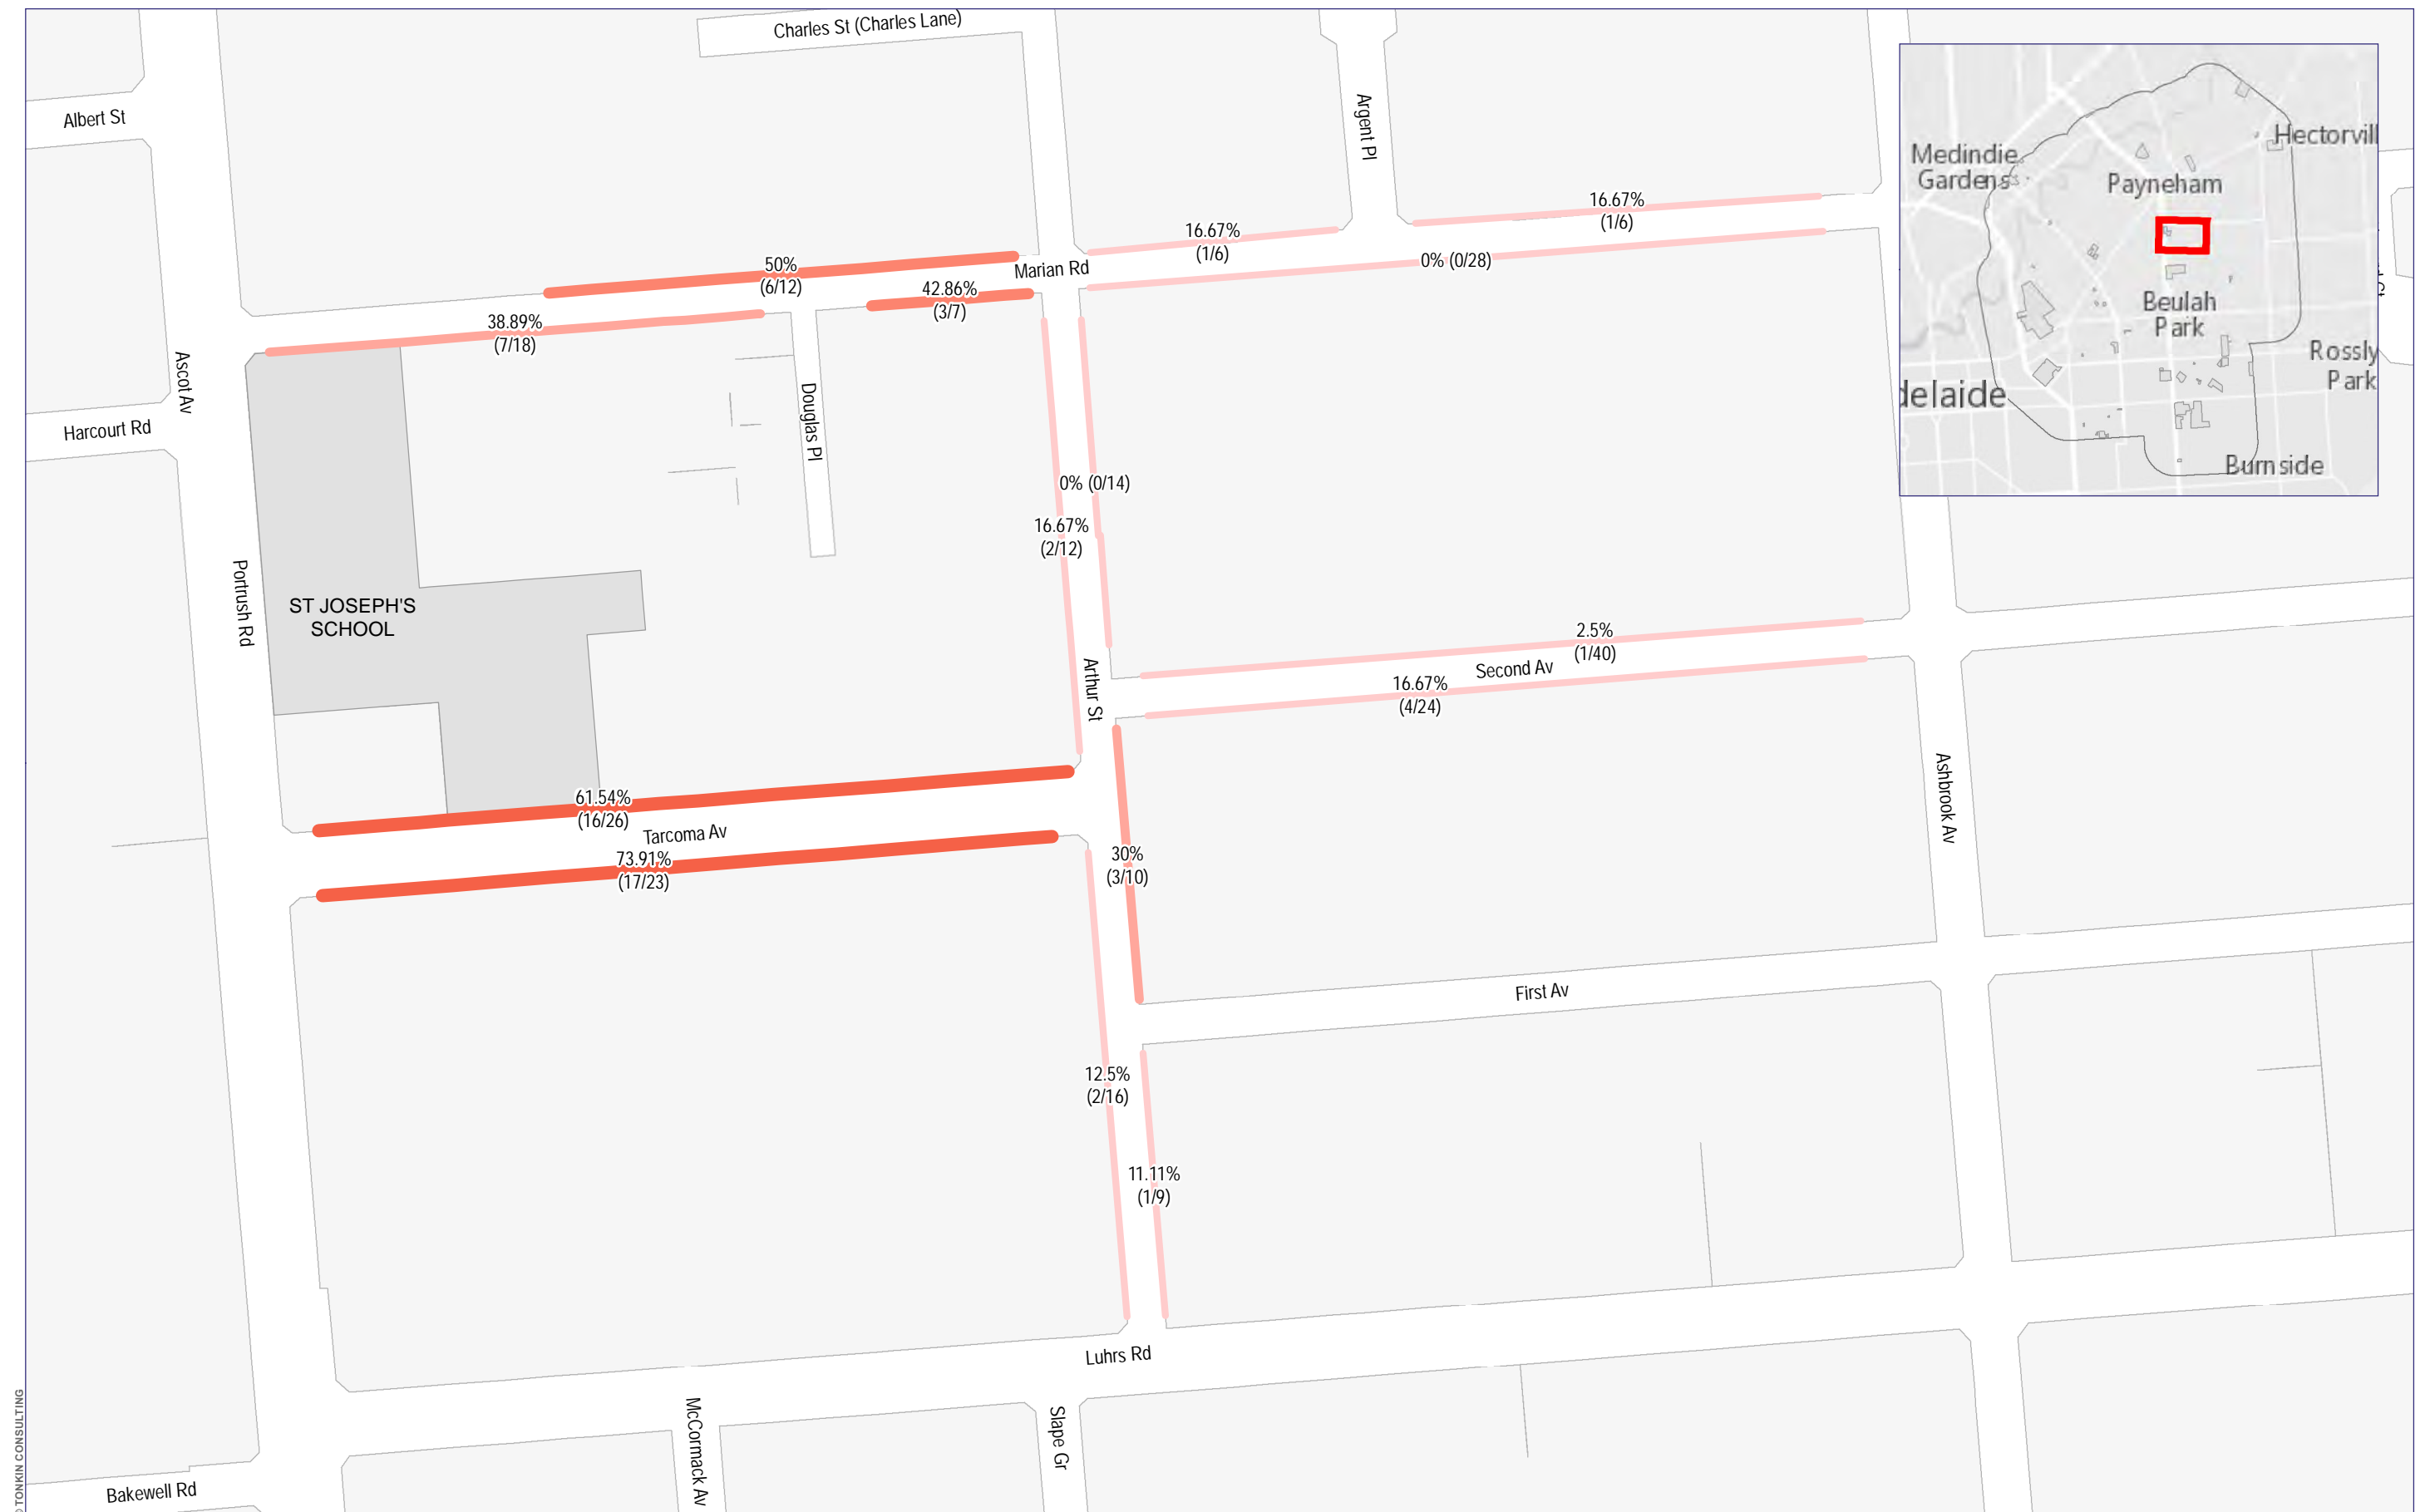 Charles St (Charles Lane)
Albert St
Argent Pl
Medindie
Gardens
Hectorvill
Payneham
Beulah
Park
Rossly
Park
delaide
Burnside
16.67%
(1/6)
16.67%
(1/6)
0% (0/28)
Marian Rd
50%
(6/12)
42.86%
(3/7)
38.89%
(7/18)
Ascot Av
Harcourt Rd
Douglas Pl
0% (0/14)
16.67%
(2/12)
Portrush Rd
ST JOSEPH'S
SCHOOL
Arthur St
2.5%
(1/40)
Second Av
16.67%
(4/24)
61.54%
(16/26)
Tarcoma Av
73.91%
(17/23)
30%
(3/10)
Ashbrook Av
First Av
12.5%
(2/16)
11.11%
(1/9)
Luhrs Rd
McCormack Av
Slape Gr
Bakewell Rd
© TONKIN CONSULTING